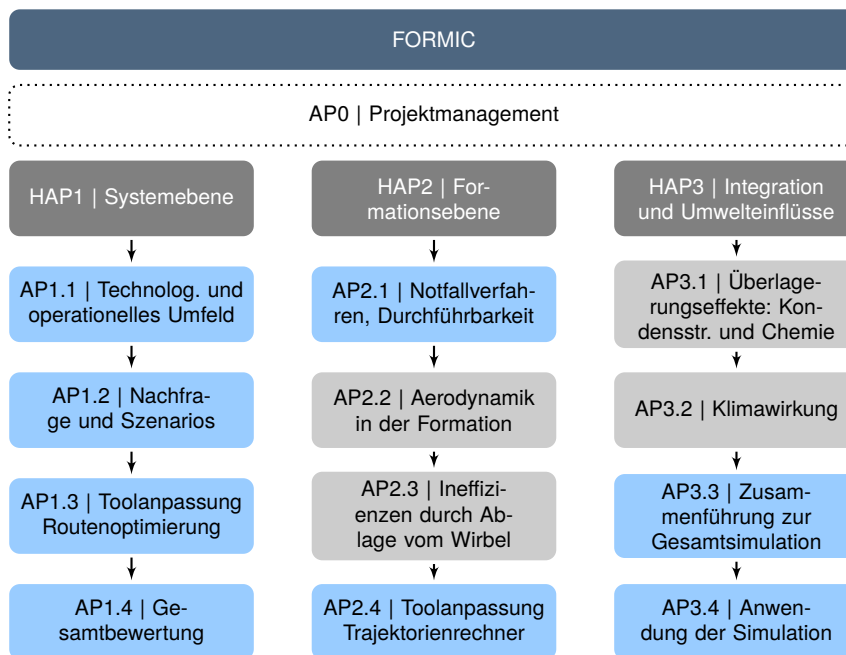 FORMIC
AP0 | Projektmanagement
HAP1 | Systemebene
AP1.1 | Technolog. und
operationelles Umfeld
AP1.2 | Nachfra-
ge und Szenarios
AP1.3 | Toolanpassung
Routenoptimierung
AP1.4 | Ge-
samtbewertung
HAP2 | For-
mationsebene
AP2.1 | Notfallverfah-
ren, Durchführbarkeit
AP2.2 | Aerodynamik
in der Formation
AP2.3 | Ineffizi-
enzen durch Ab-
lage vom Wirbel
AP2.4 | Toolanpassung
Trajektorienrechner
HAP3 | Integration
und Umwelteinflüsse
AP3.1 | Überlage-
rungseffekte: Kon-
densstr. und Chemie
AP3.2 | Klimawirkung
AP3.3 | Zusam-
menführung zur
Gesamtsimulation
AP3.4 | Anwen-
dung der Simulation